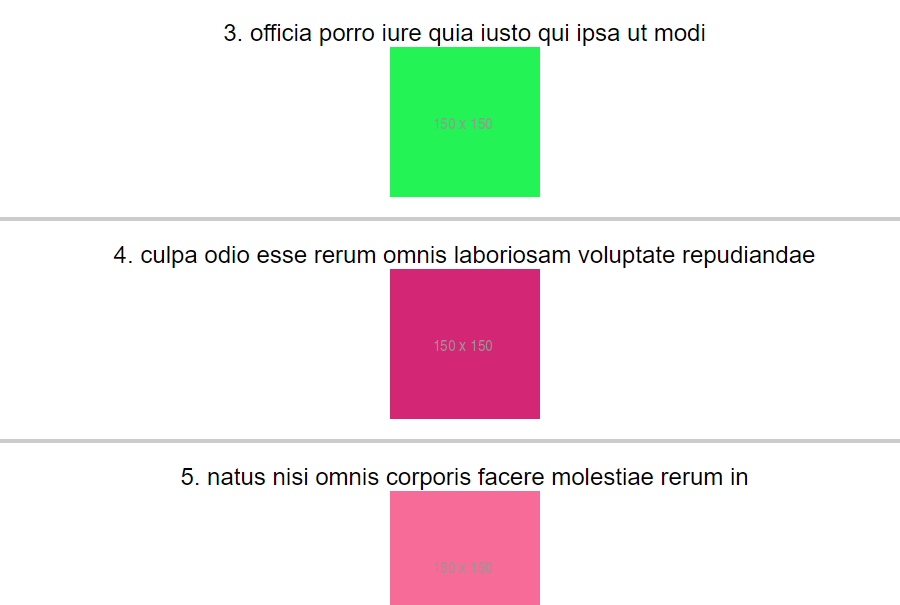 3. officia porro iure quia iusto qui ipsa ut modi
150 x 150
4. culpa odio esse rerum omnis laboriosam voluptate repudiandae
150 x 150
5. natus nisi omnis corporis facere molestiae rerum in
150 x 150